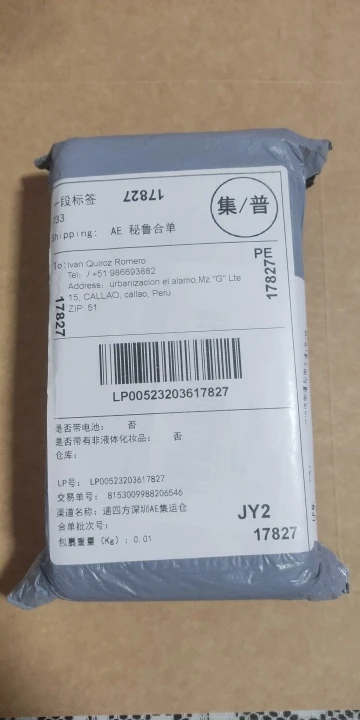 一段标签
17827
733
集/普
Shipping: AE 秘鲁合单
To: Ivan Quiroz Romero
Tel: / +51 986693882
Address: urbanizacion el alamo Mz "G" Lte
15, CALLAO, callao, Peru
ZIP: 51
PE
17827
17827
LP00523203617827
是否带电池: 否
是否带有非液体化妆品: 否
仓库:
LP号: LP00523203617827
交易单号: 8153009988206546
渠道名称: 递四方深圳AE集运仓
合单批次号:
包裹重量(Kg): 0.01
JY2
17827